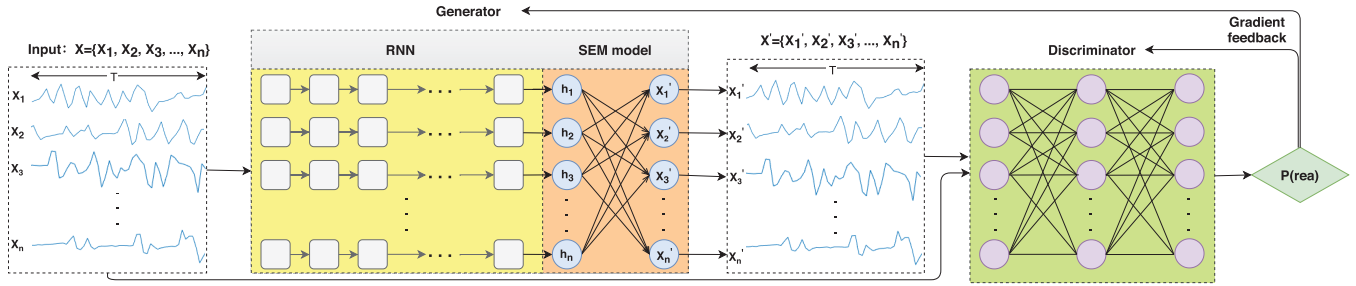 Generator
Gradient
feedback
Input: X={X1, X2, X3, ..., Xn}
RNN
SEM model
X'={X1', X2', X3', ..., Xn'}
Discriminator
T
T
X1
h1
X1'
X1'
X2
h2
X2'
X2'
X3
h3
X3'
X3'
P(rea)
Xn
hn
Xn'
Xn'